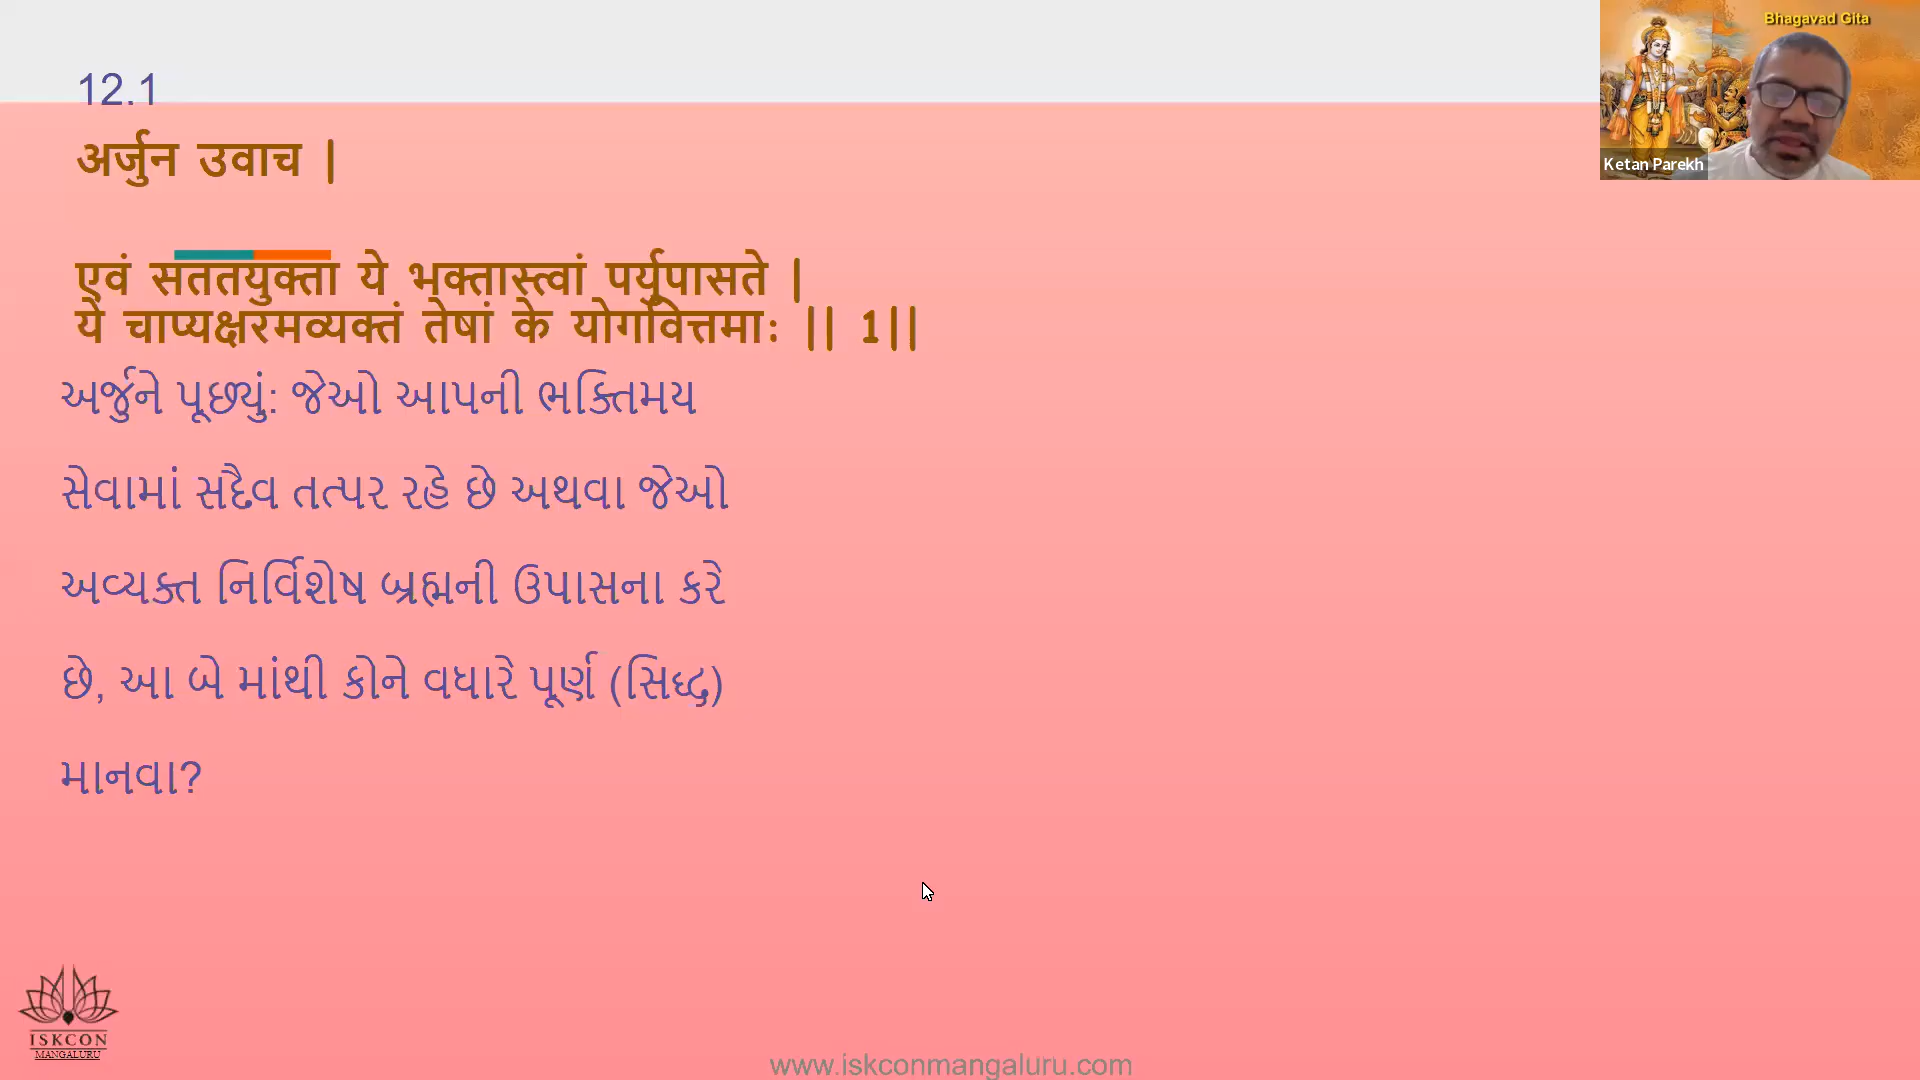 Bhagavad Gita
Ketan Parekh
12.1
अर्जुन उवाच |
एवं सततयुक्ता ये भक्तास्त्वां पर्युपासते |
ये चाप्यक्षरमव्यक्तं तेषां के योगवित्तमाः || 1||
અર્જુને પૂછ્યું: જેઓ આપની ભક્તિમય
સેવામાં સદૈવ તત્પર રહે છે અથવા જેઓ
અવ્યક્ત નિર્વિશેષ બ્રહ્મની ઉપાસના કરે
છે, આ બે માંથી કોને વધારે પૂર્ણ (સિદ્ધ)
માનવા?
ISKCON
MANGALURU
www.iskconmangaluru.com